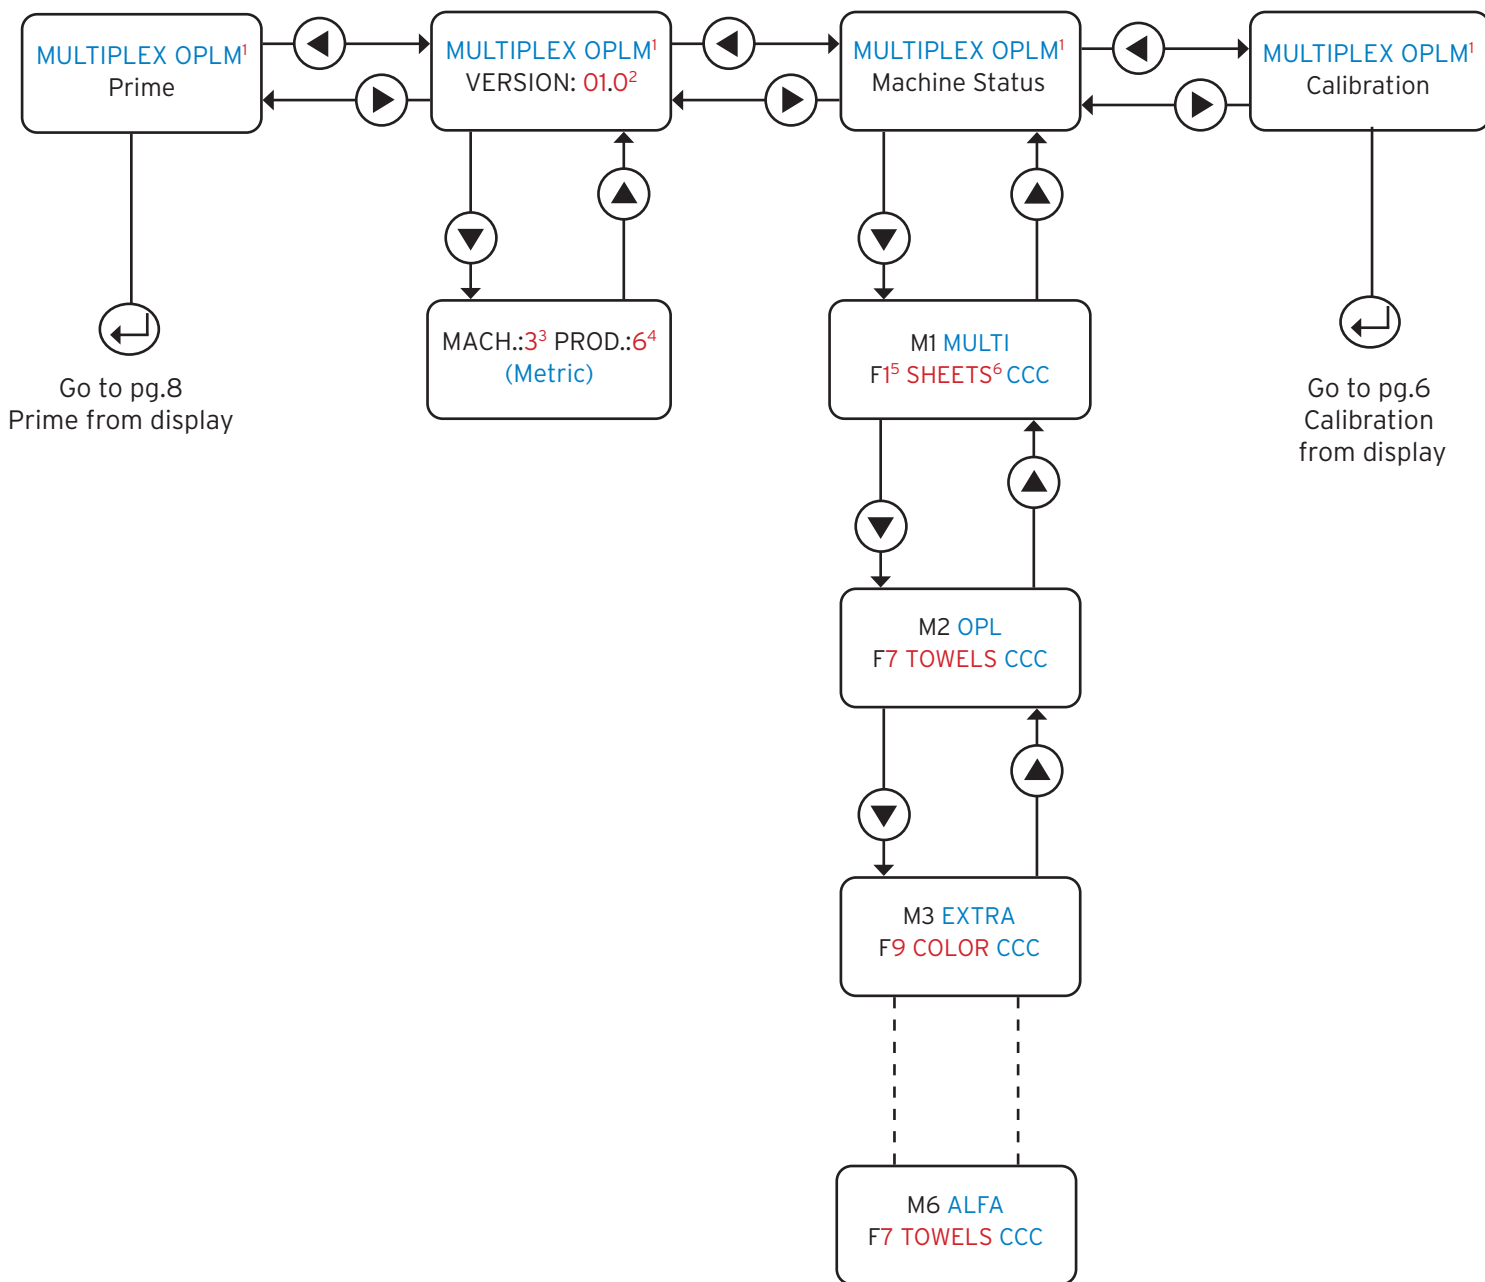 MULTIPLEX OPLM¹
Prime
MULTIPLEX OPLM¹
VERSION: 01.0²
MULTIPLEX OPLM¹
Machine Status
MULTIPLEX OPLM¹
Calibration
MACH.:3³ PROD.:6⁴
(Metric)
M1 MULTI
F1⁵ SHEETS⁶ CCC
Go to pg.8
Prime from display
Go to pg.6
Calibration
from display
M2 OPL
F7 TOWELS CCC
M3 EXTRA
F9 COLOR CCC
M6 ALFA
F7 TOWELS CCC